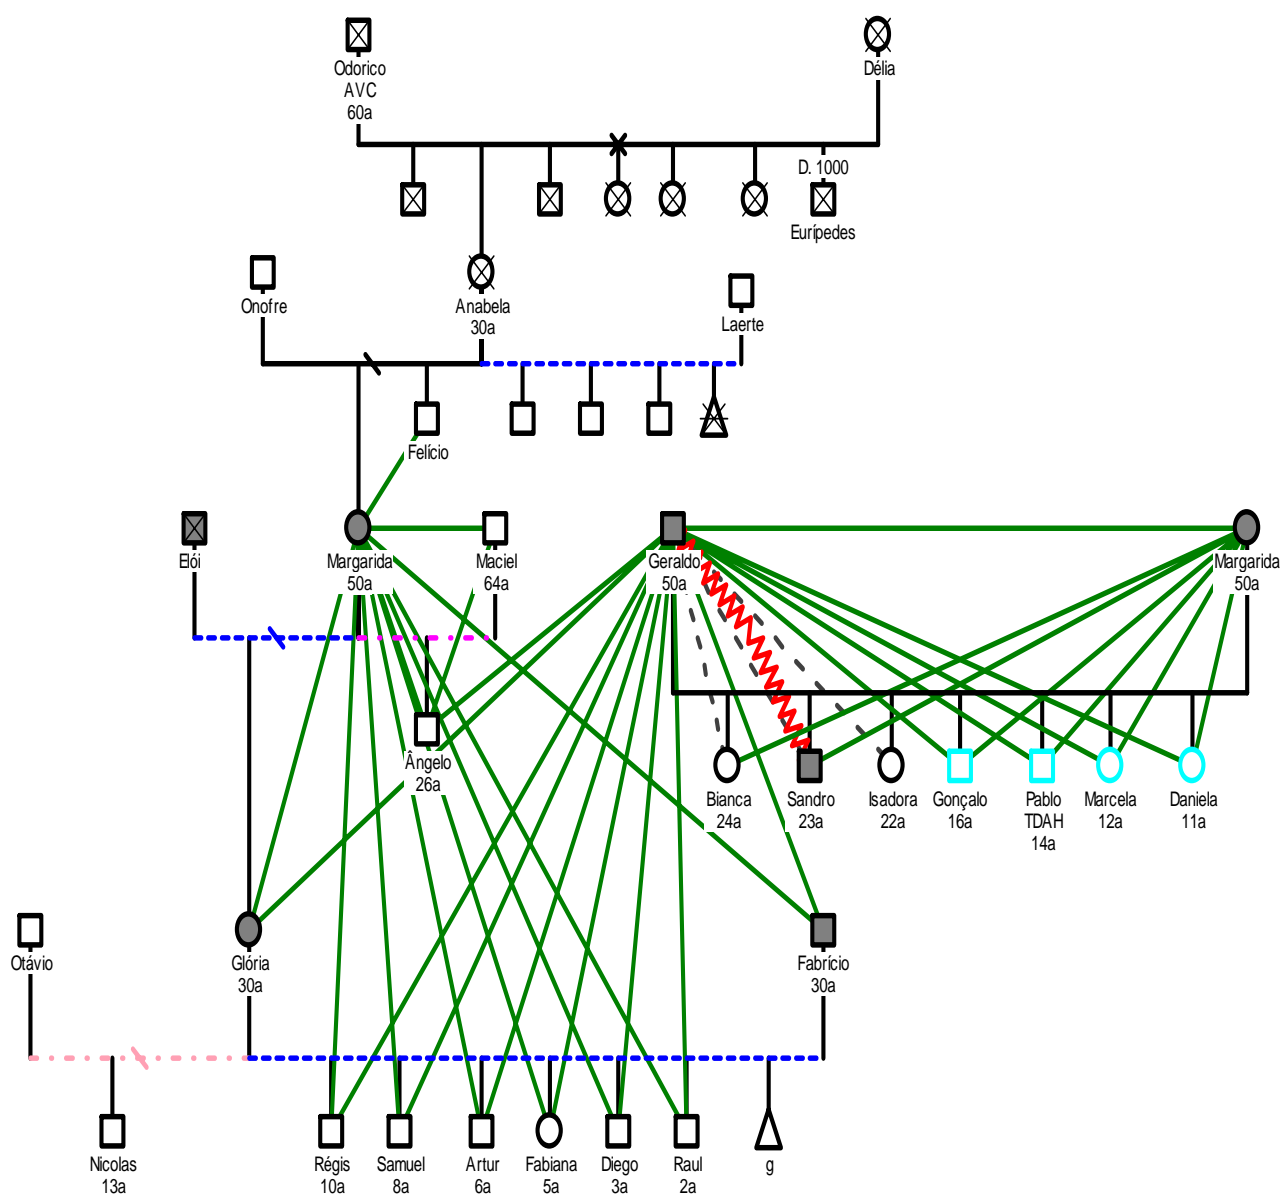 Odorico
AVC
60a
Délia
D. 1000
Eurípedes
Onofre
Anabela
30a
Laerte
Felício
Elói
Margarida
50a
Maciel
64a
Geraldo
50a
Margarida
50a
Ângelo
26a
Bianca
24a
Sandro
23a
Isadora
22a
Gonçalo
16a
Pablo
TDAH
14a
Marcela
12a
Daniela
11a
Otávio
Glória
30a
Fabrício
30a
Nicolas
13a
Régis
10a
Samuel
8a
Artur
6a
Fabiana
5a
Diego
3a
Raul
2a
g